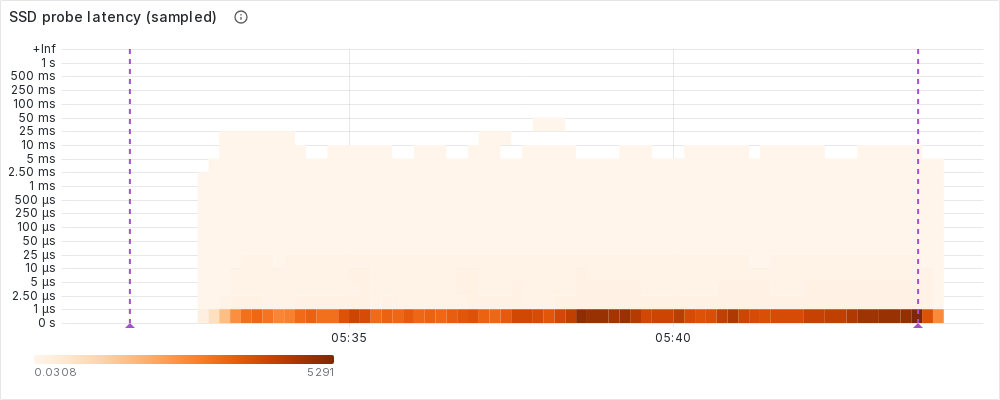 SSD probe latency (sampled)
+Inf
1 s
500 ms
250 ms
100 ms
50 ms
25 ms
10 ms
5 ms
2.50 ms
1 ms
500 µs
250 µs
100 µs
50 µs
25 µs
10 µs
5 µs
2.50 µs
1 µs
0 s
05:35 05:40
0.0308 5291